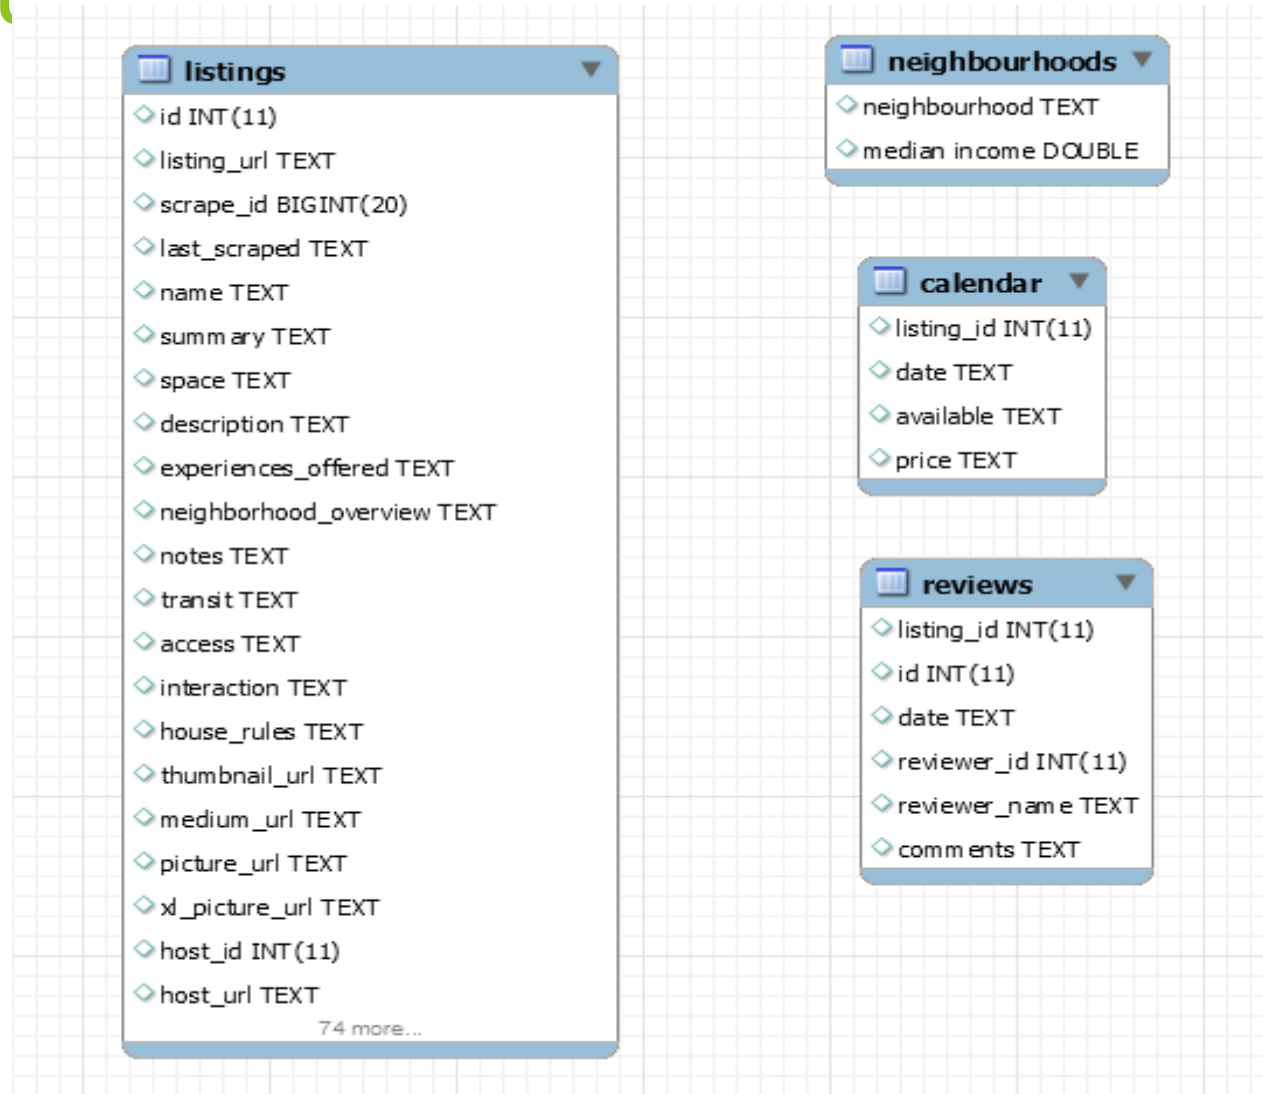 listings
id INT(11)
listing_url TEXT
scrape_id BIGINT(20)
last_scraped TEXT
name TEXT
summary TEXT
space TEXT
description TEXT
experiences_offered TEXT
neighborhood_overview TEXT
notes TEXT
transit TEXT
access TEXT
interaction TEXT
house_rules TEXT
thumbnail_url TEXT
medium_url TEXT
picture_url TEXT
xl_picture_url TEXT
host_id INT(11)
host_url TEXT
74 more...
neighbourhoods
neighbourhood TEXT
median income DOUBLE
calendar
listing_id INT(11)
date TEXT
available TEXT
price TEXT
reviews
listing_id INT(11)
id INT(11)
date TEXT
reviewer_id INT(11)
reviewer_name TEXT
comments TEXT